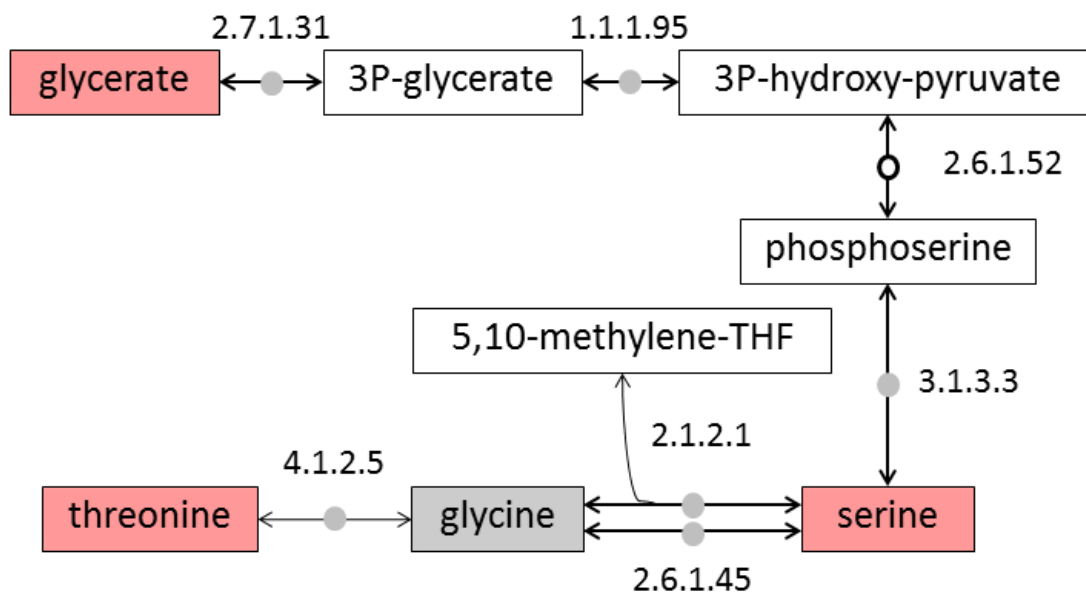 2.7.1.31
1.1.1.95
glycerate
3P-glycerate
3P-hydroxy-pyruvate
2.6.1.52
phosphoserine
5,10-methylene-THF
3.1.3.3
2.1.2.1
4.1.2.5
threonine
glycine
serine
2.6.1.45